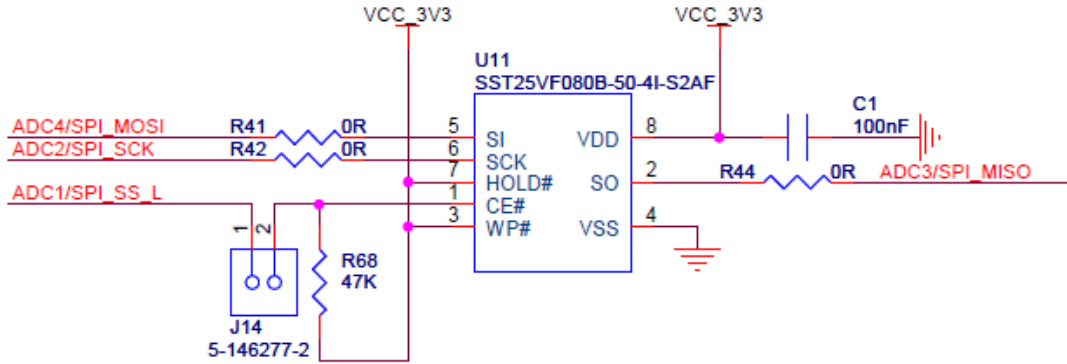 VCC_3V3
VCC_3V3
U11
SST25VF080B-50-4I-S2AF
C1
100nF
ADC4/SPI_MOSI
R41
0R
5
SI
VDD
8
ADC2/SPI_SCK
R42
0R
6
SCK
7
HOLD#
SO
2
R44
0R
ADC3/SPI_MISO
ADC1/SPI_SS_L
1
CE#
3
WP#
VSS
4
1
2
R68
47K
J14
5-146277-2